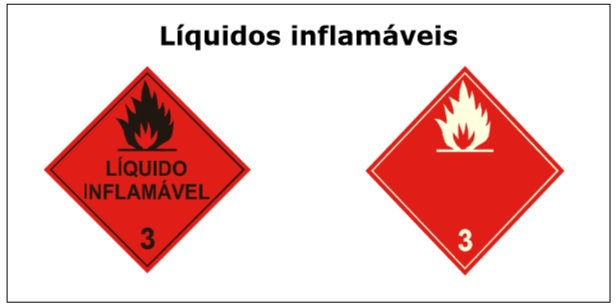 Líquidos inflamáveis
LÍQUIDO
INFLAMÁVEL
3
3